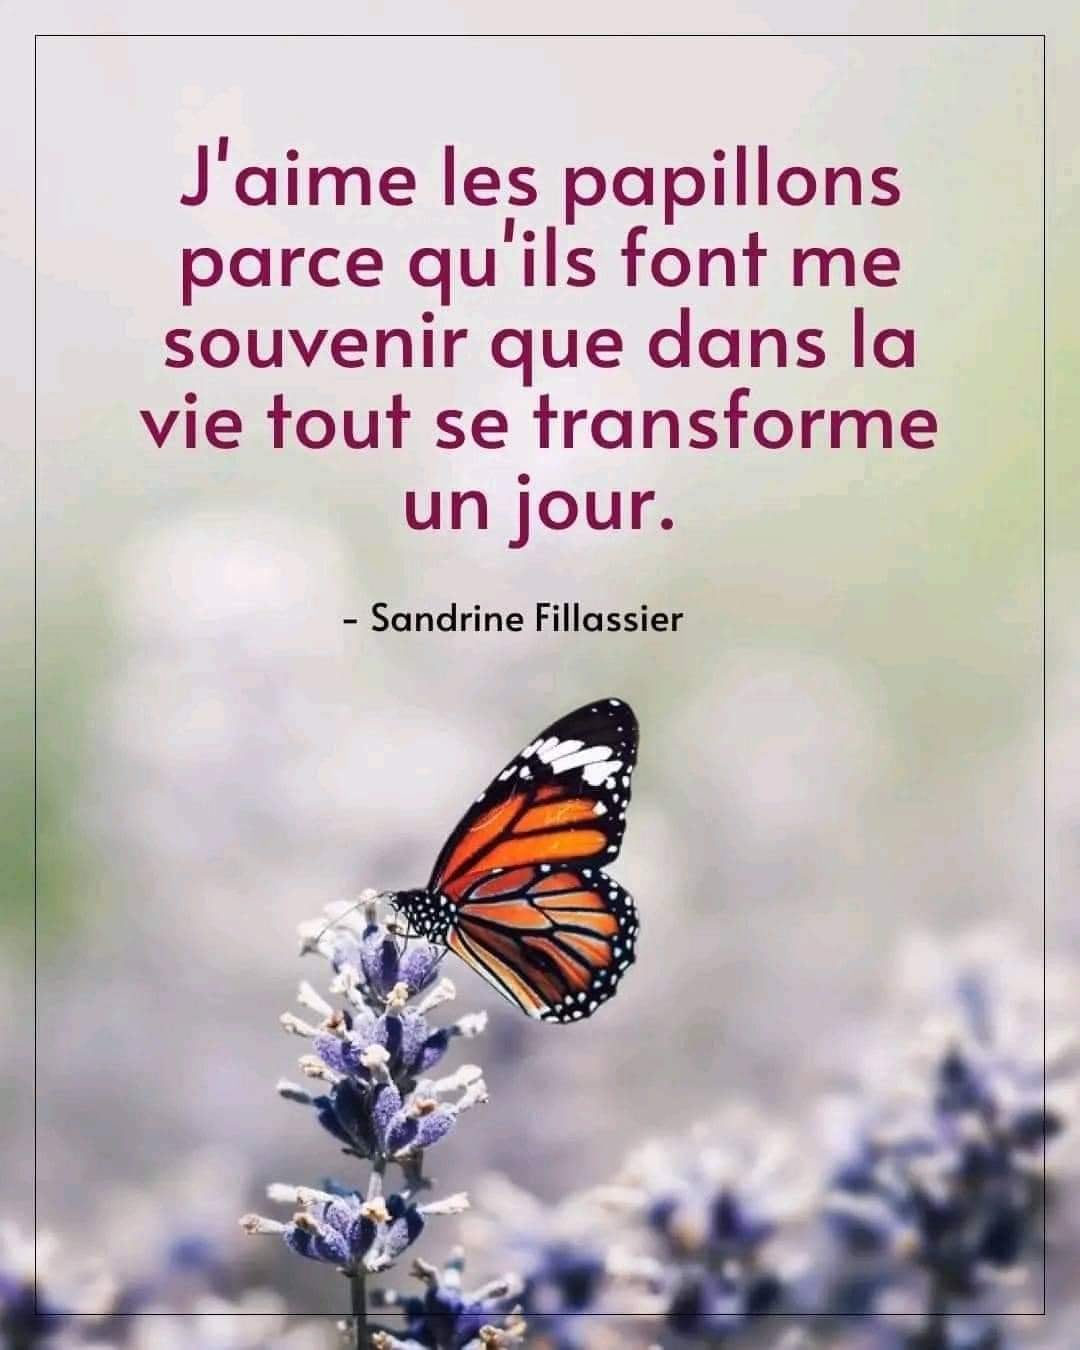 J'aime les papillons
parce qu'ils font me
souvenir que dans la
vie tout se transforme
un jour.
- Sandrine Fillassier